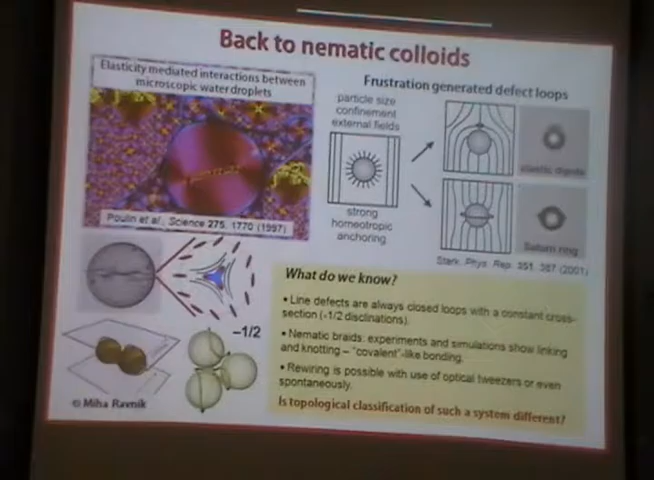 Back to nematic colloids
Elasticity mediated interactions between
microscopic water droplets
Poulin et al., Science 275, 1770 (1997)
Frustration generated defect loops
particle size
confinement
external fields
strong
homeotropic
anchoring
elastic dipole
Saturn ring
Stark, Phys. Rep. 351, 387 (2001)
−1/2
© Miha Ravnik
What do we know?
• Line defects are always closed loops with a constant cross-
section (-1/2 disclinations).
• Nematic braids: experiments and simulations show linking
and knotting – "covalent"-like bonding.
• Rewiring is possible with use of optical tweezers or even
spontaneously.
Is topological classification of such a system different?